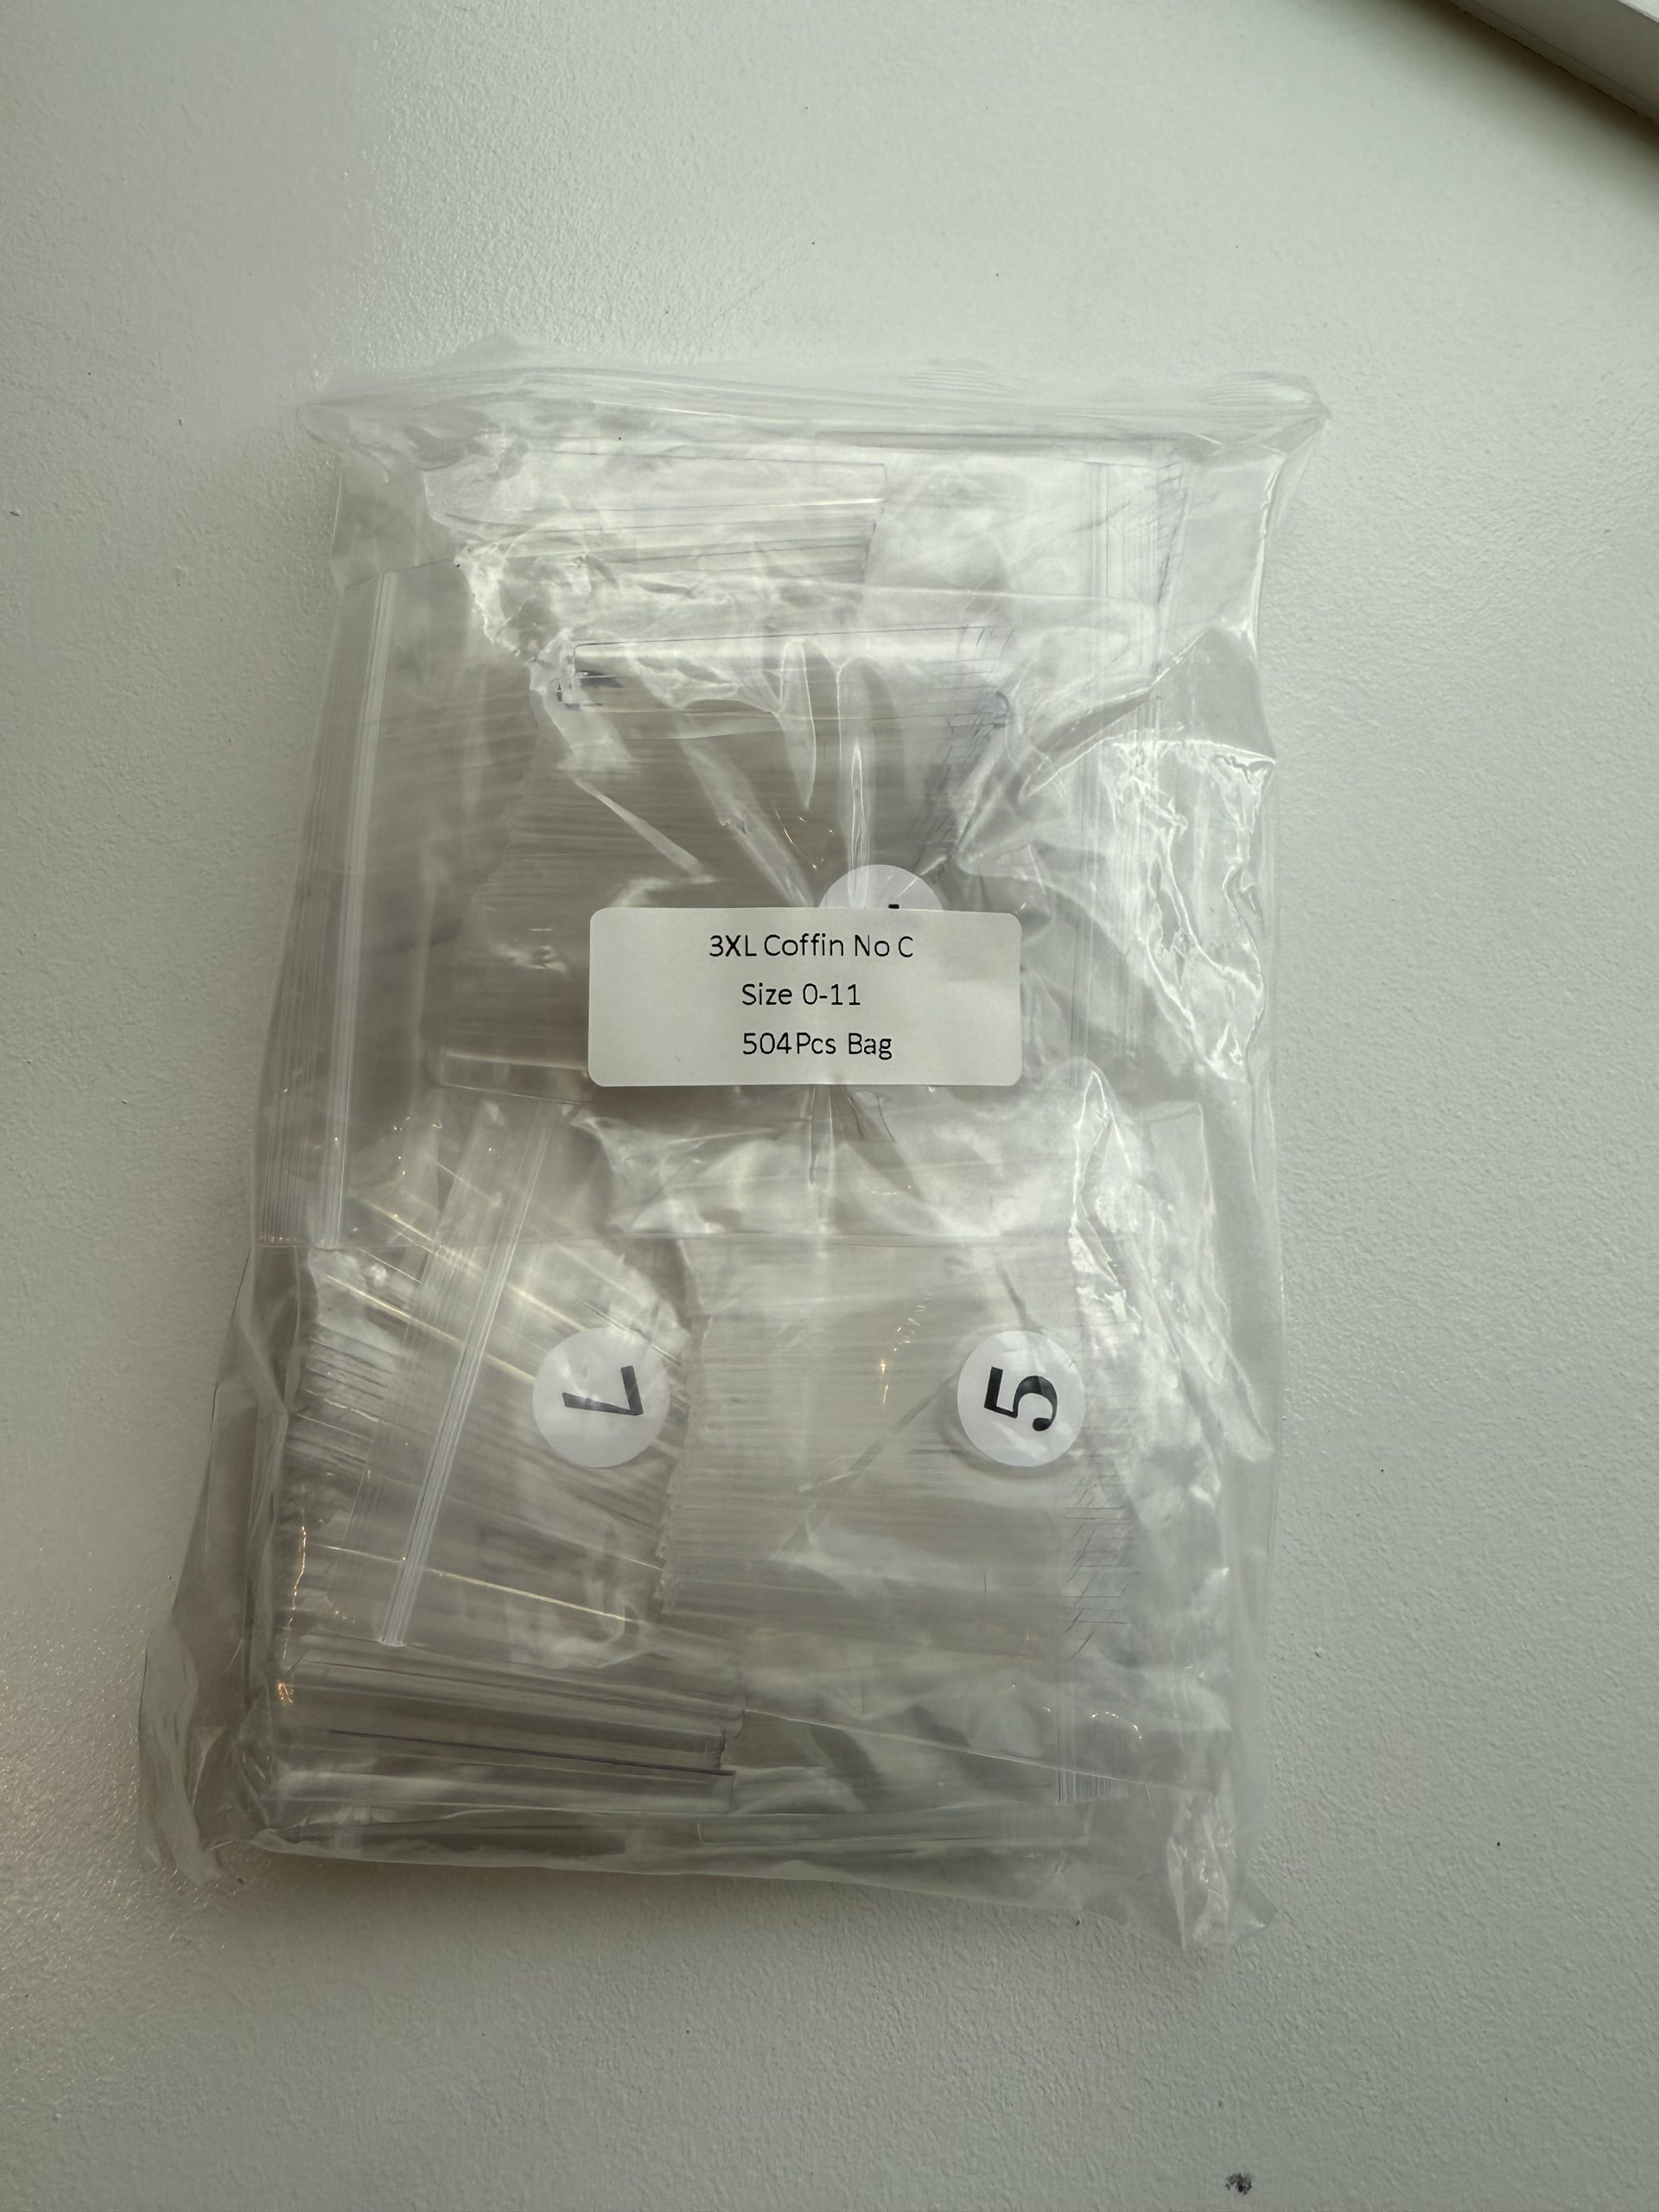 3XL Coffin No C
Size 0-11
504Pcs Bag
7
5